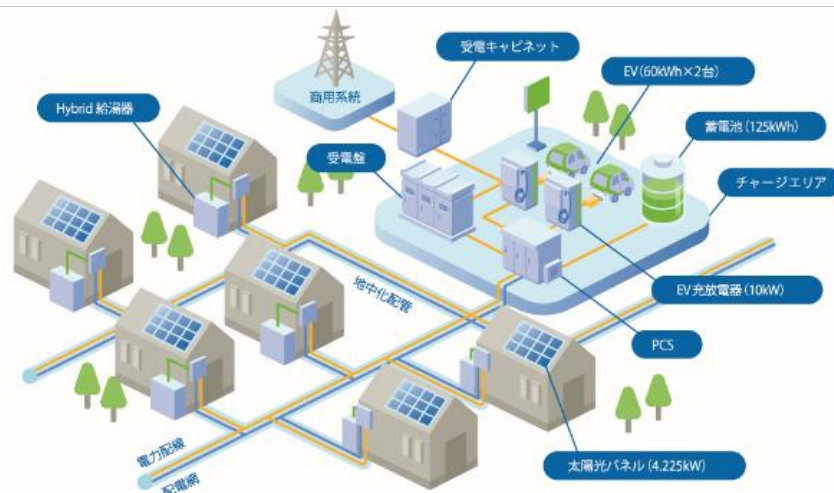 受電キャビネット
商用系統
EV(60kWh×2台)
Hybrid 給湯器
蓄電池(125kWh)
受電盤
チャージエリア
地中化配管
EV充放電器(10kW)
PCS
電力配線
太陽光パネル(4.225kW)
配電網